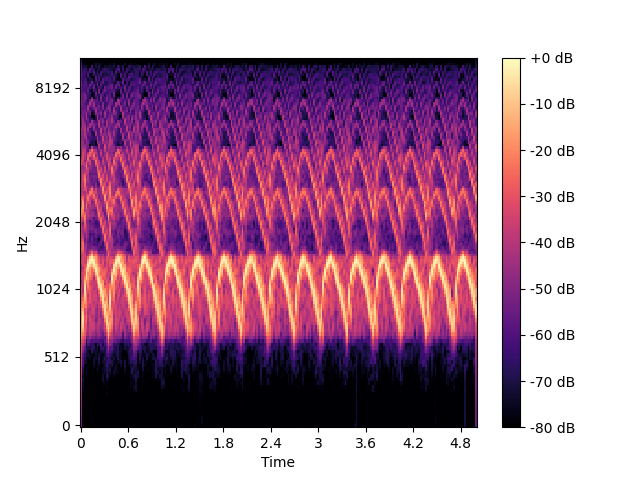 8192
4096
2048
1024
512
0
Hz
0 0.6 1.2 1.8 2.4 3 3.6 4.2 4.8
Time
+0 dB
-10 dB
-20 dB
-30 dB
-40 dB
-50 dB
-60 dB
-70 dB
-80 dB